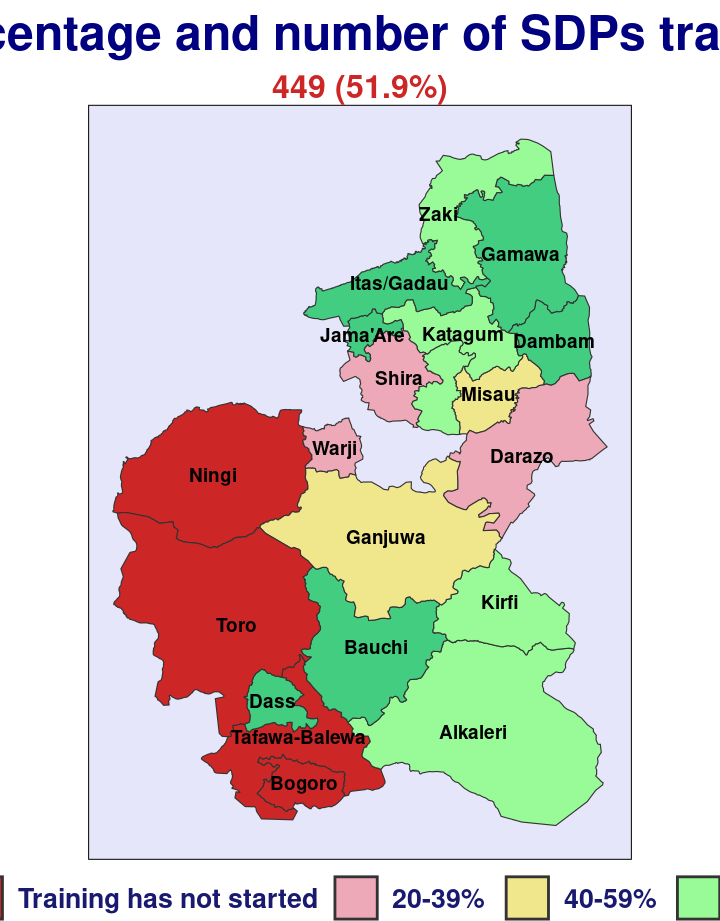 centage and number of SDPs tra
449 (51.9%)
Zaki
Gamawa
Itas/Gadau
Jama'Are
Katagum
Dambam
Shira
Misau
Warji
Darazo
Ningi
Ganjuwa
Kirfi
Toro
Bauchi
Dass
Alkaleri
Tafawa-Balewa
Bogoro
Training has not started 20-39% 40-59%